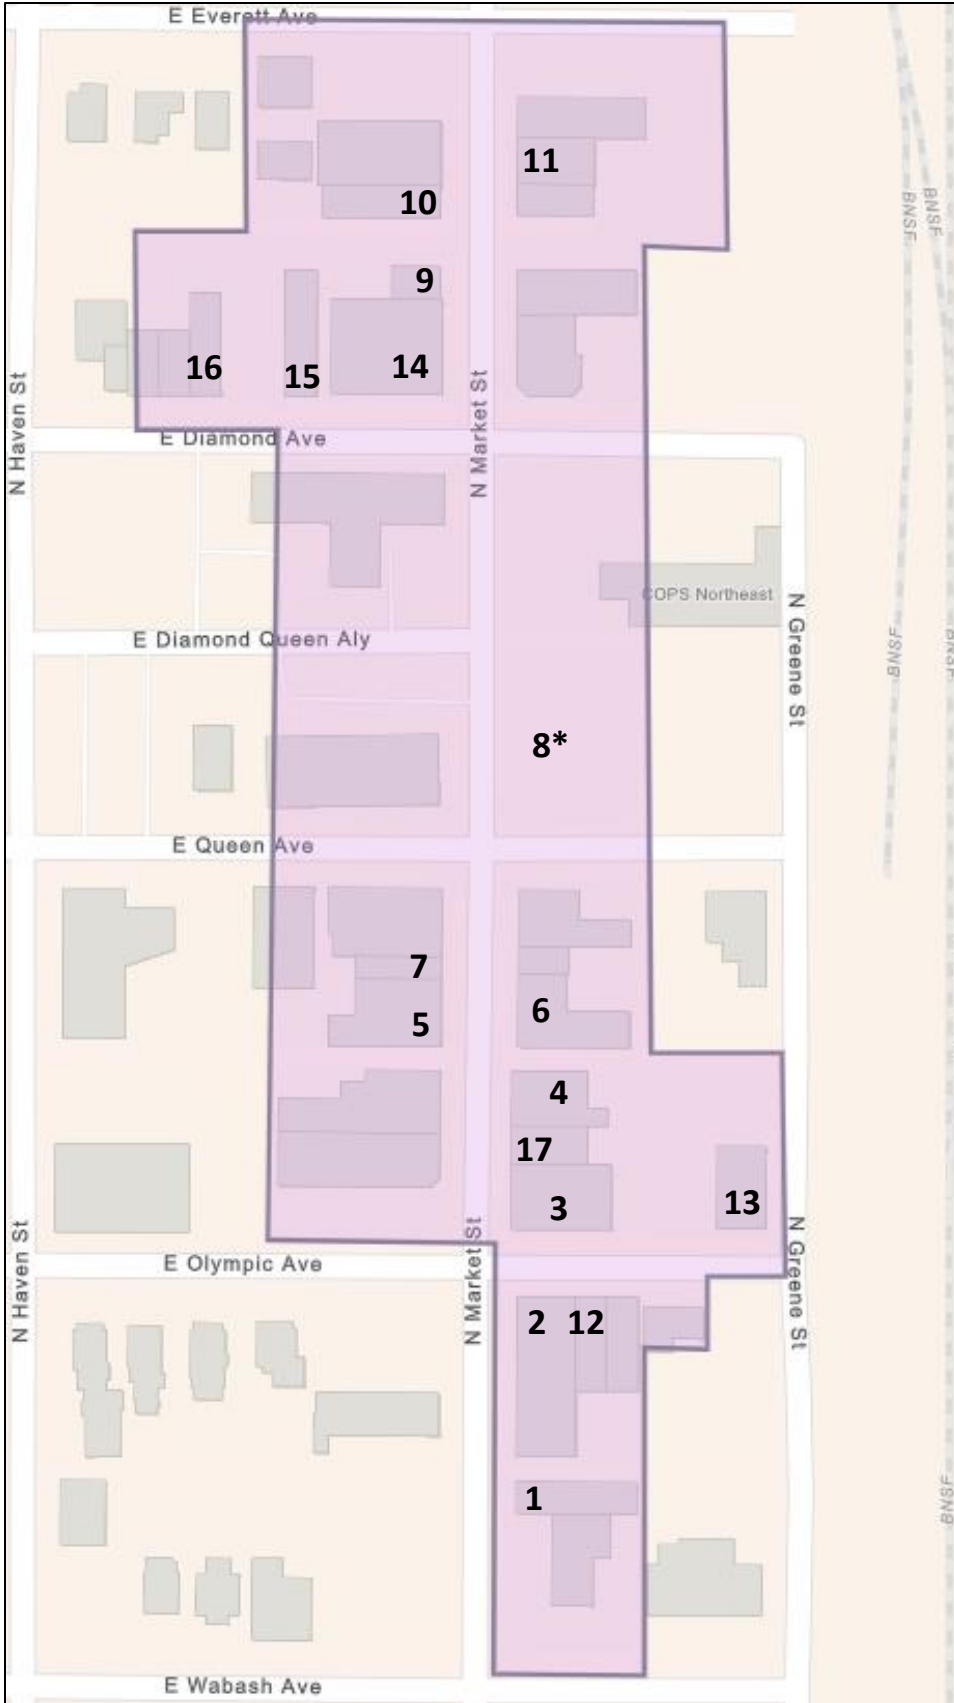 E Everett Ave
11
10
BNSF
BNSF
9
16
15
14
N Haven St
N Market St
E Diamond Ave
COPS Northeast
N Greene St
E Diamond Queen Aly
BNSF
BNSF
8*
E Queen Ave
7
5
6
4
17
3
13
N Haven St
N Market St
N Greene St
E Olympic Ave
2
12
1
BNSF
E Wabash Ave